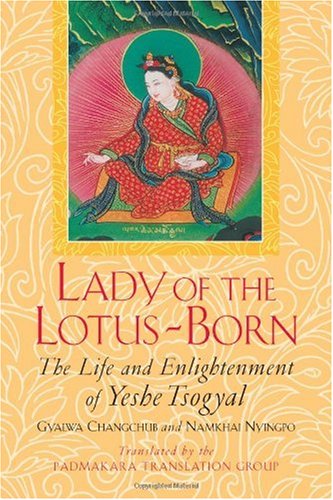 LADY OF THE
LOTUS-BORN
The Life and Enlightenment
of Yeshe Tsogyal
GYALWA CHANGCHUB and NAMKHAI NYINGPO
Translated by the
PADMAKARA TRANSLATION GROUP